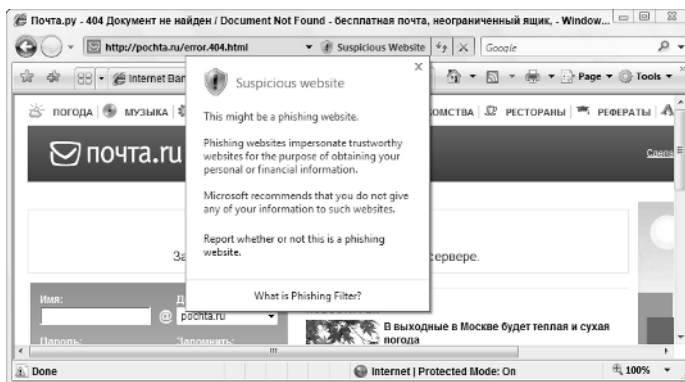 Почта.ру - 404 Документ не найден / Document Not Found - бесплатная почта, неограниченный ящик, - Window...
http://pochta.ru/error.404.html
Suspicious Website
Google
Internet Ban
Page
Tools
ПОГОДА
МУЗЫКА
ОМСТВА
РЕСТОРАНЫ
РЕФЕРАТЫ
почта.ru
Suspicious website
This might be a phishing website.
Phishing websites impersonate trustworthy
websites for the purpose of obtaining your
personal or financial information.
Microsoft recommends that you do not give
any of your information to such websites.
Report whether or not this is a phishing
website.
What is Phishing Filter?
За
сервере.
Имя:
Д
@
pochta.ru
Пароль:
Запомнить:
В выходные в Москве будет теплая и сухая
погода
Done
Internet | Protected Mode: On
100%